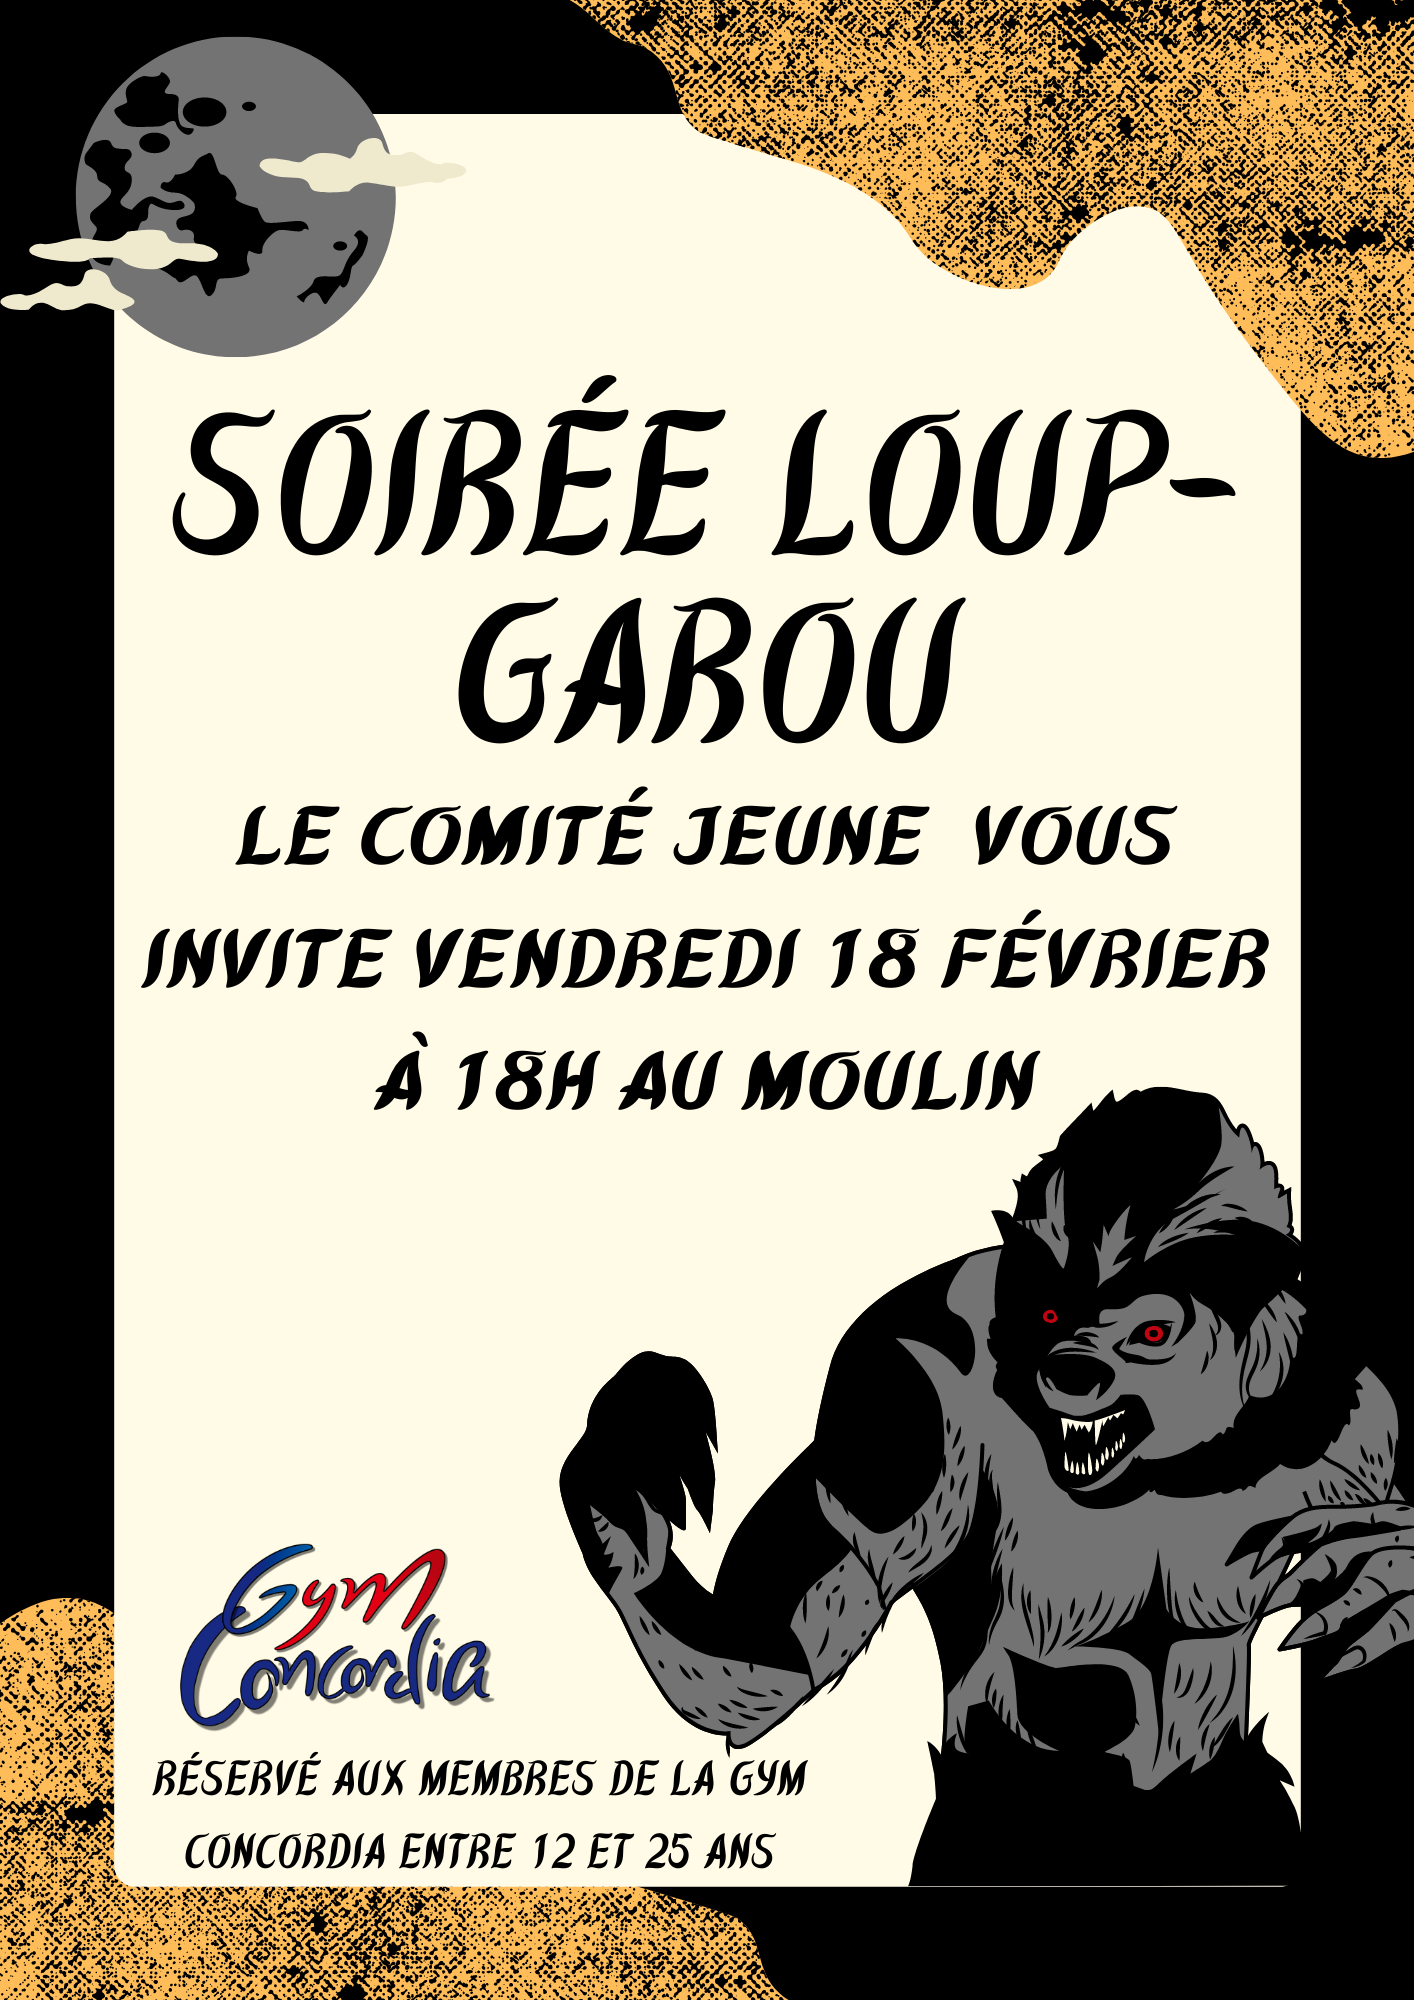 SOIRÉE LOUP-
GAROU
LE COMITÉ JEUNE VOUS
INVITE VENDREDI 18 FÉVRIER
À 18H AU MOULIN
Gym
Concordia
RÉSERVÉ AUX MEMBRES DE LA GYM
CONCORDIA ENTRE 12 ET 25 ANS